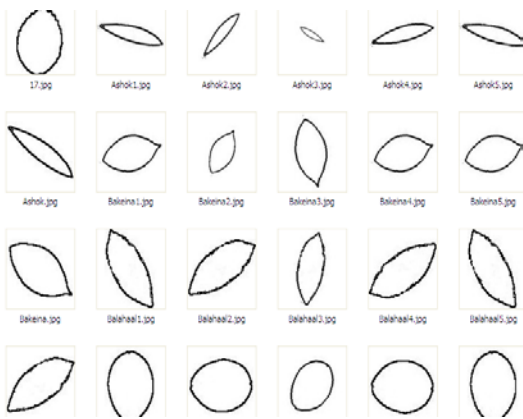 17.jpg Ashok1.jpg Ashok2.jpg Ashok3.jpg Ashok4.jpg Ashok5.jpg
Ashok.jpg Bakeina1.jpg Bakeina2.jpg Bakeina3.jpg Bakeina4.jpg Bakeina5.jpg
Bakeina.jpg Balahaal1.jpg Balahaal2.jpg Balahaal3.jpg Balahaal4.jpg Balahaal5.jpg